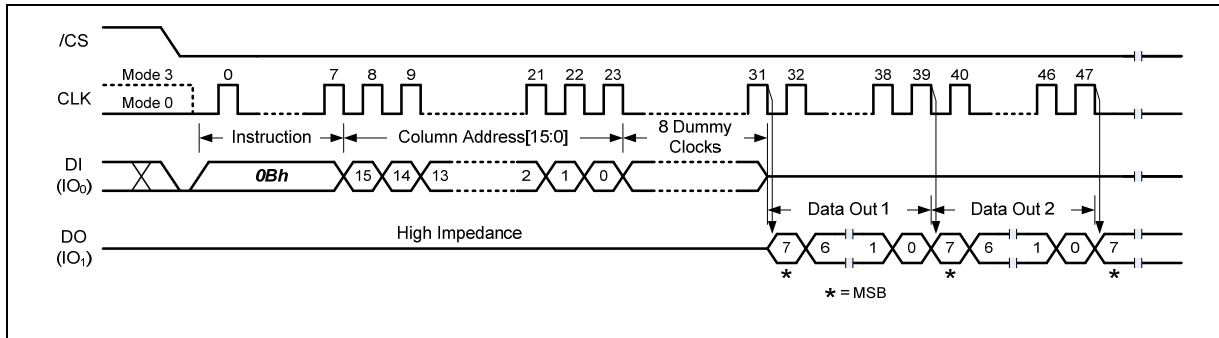 /CS
Mode 3 0 7 8 9 21 22 23 31 32 38 39 40 46 47
CLK Mode 0
Instruction Column Address[15:0] 8 Dummy Clocks
DI (IO0) 0Bh 15 14 13 2 1 0
Data Out 1 Data Out 2
DO (IO1) High Impedance 7 6 1 0 7 6 1 0 7
* * *
* = MSB